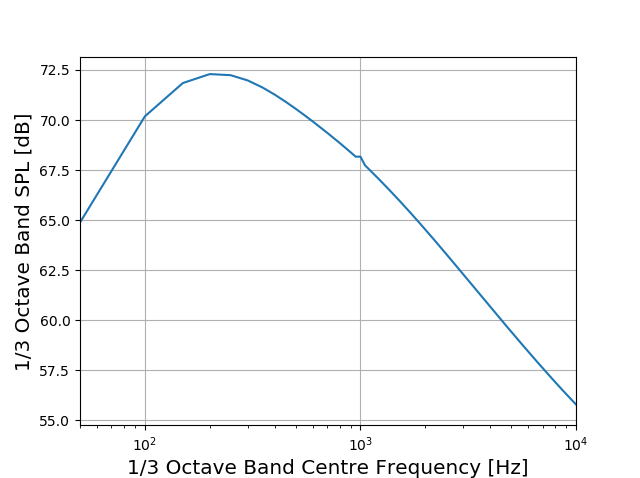 72.5
70.0
67.5
65.0
62.5
60.0
57.5
55.0
1/3 Octave Band SPL [dB]
10² 10³ 10⁴
1/3 Octave Band Centre Frequency [Hz]